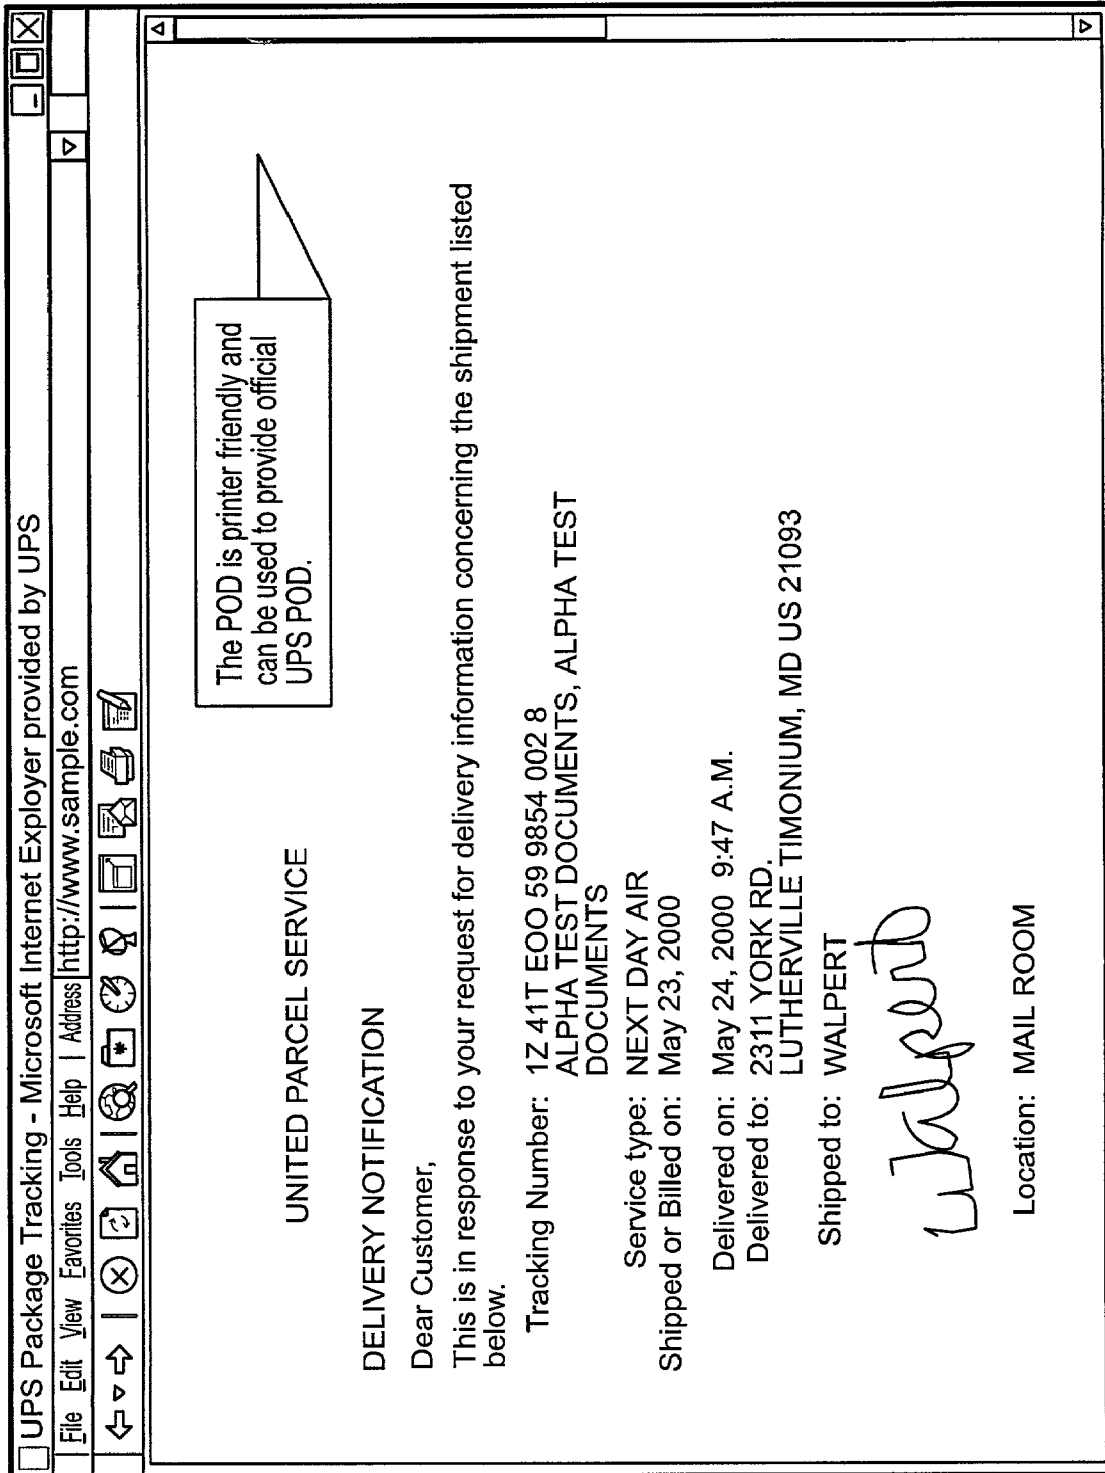 UPS Package Tracking - Microsoft Internet Explorer provided by UPS
File Edit View Favorites Tools Help | Address http://www.sample.com
The POD is printer friendly and
can be used to provide official
UPS POD.
UNITED PARCEL SERVICE
DELIVERY NOTIFICATION
Dear Customer,
This is in response to your request for delivery information concerning the shipment listed
below.
Tracking Number: 1Z 41T EOO 59 9854 002 8
ALPHA TEST DOCUMENTS, ALPHA TEST
DOCUMENTS
Service type: NEXT DAY AIR
Shipped or Billed on: May 23, 2000
Delivered on: May 24, 2000 9:47 A.M.
Delivered to: 2311 YORK RD.
LUTHERVILLE TIMONIUM, MD US 21093
Shipped to: WALPERT
Walpert
Location: MAIL ROOM